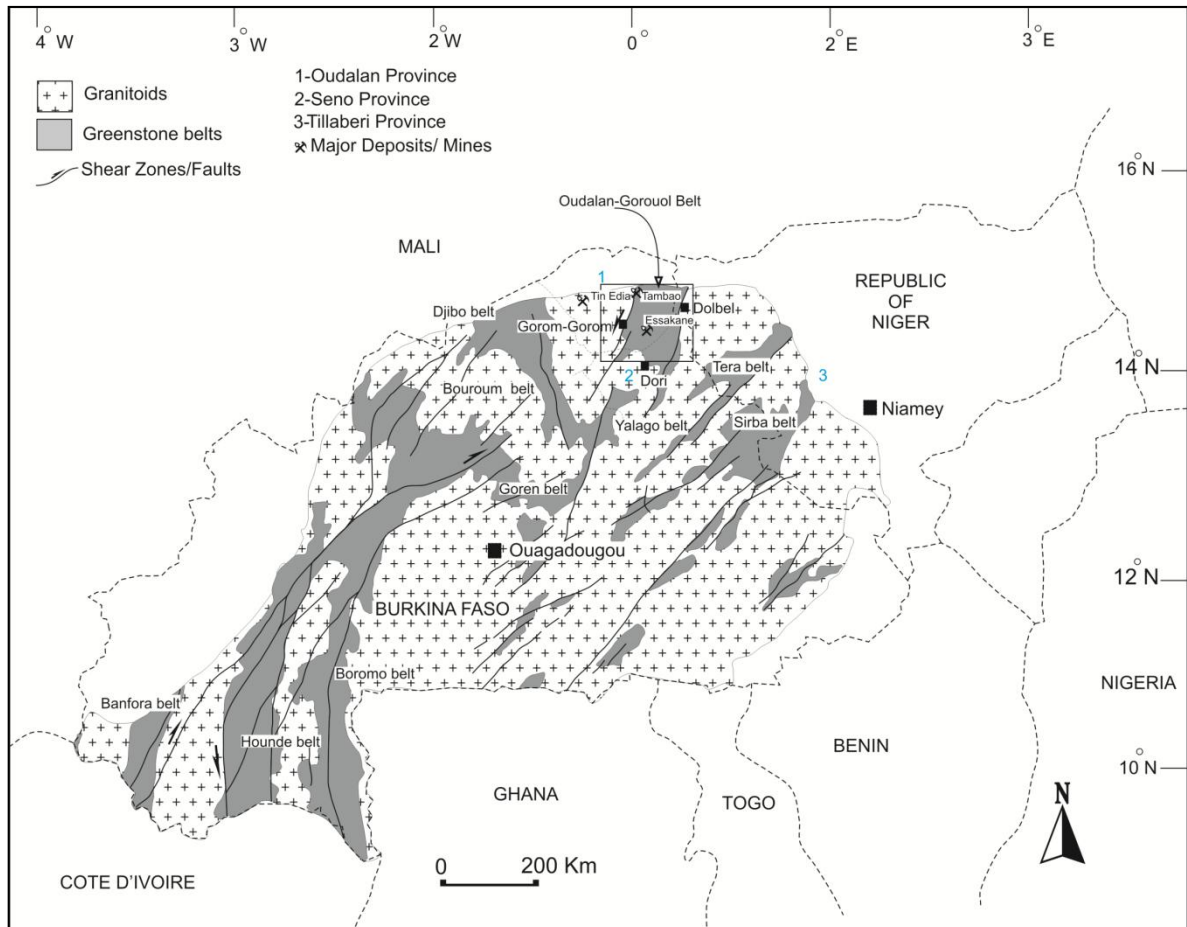 4° W
3° W
2° W
0°
2° E
3° E
Granitoids
Greenstone belts
Shear Zones/Faults
1-Oudalan Province
2-Seno Province
3-Tillaberi Province
Major Deposits/ Mines
16° N
Oudalan-Gorouol Belt
MALI
REPUBLIC
OF
NIGER
1
Tin Edia
Tambao
Dolbel
Djibo belt
Gorom-Gorom
Essakane
14° N
2
Dori
Tera belt
3
Bouroum belt
Niamey
Yalago belt
Sirba belt
Goren belt
Ouagadougou
12° N
BURKINA FASO
Boromo belt
NIGERIA
Banfora belt
Hounde belt
BENIN
10° N
GHANA
TOGO
N
0 200 Km
COTE D'IVOIRE